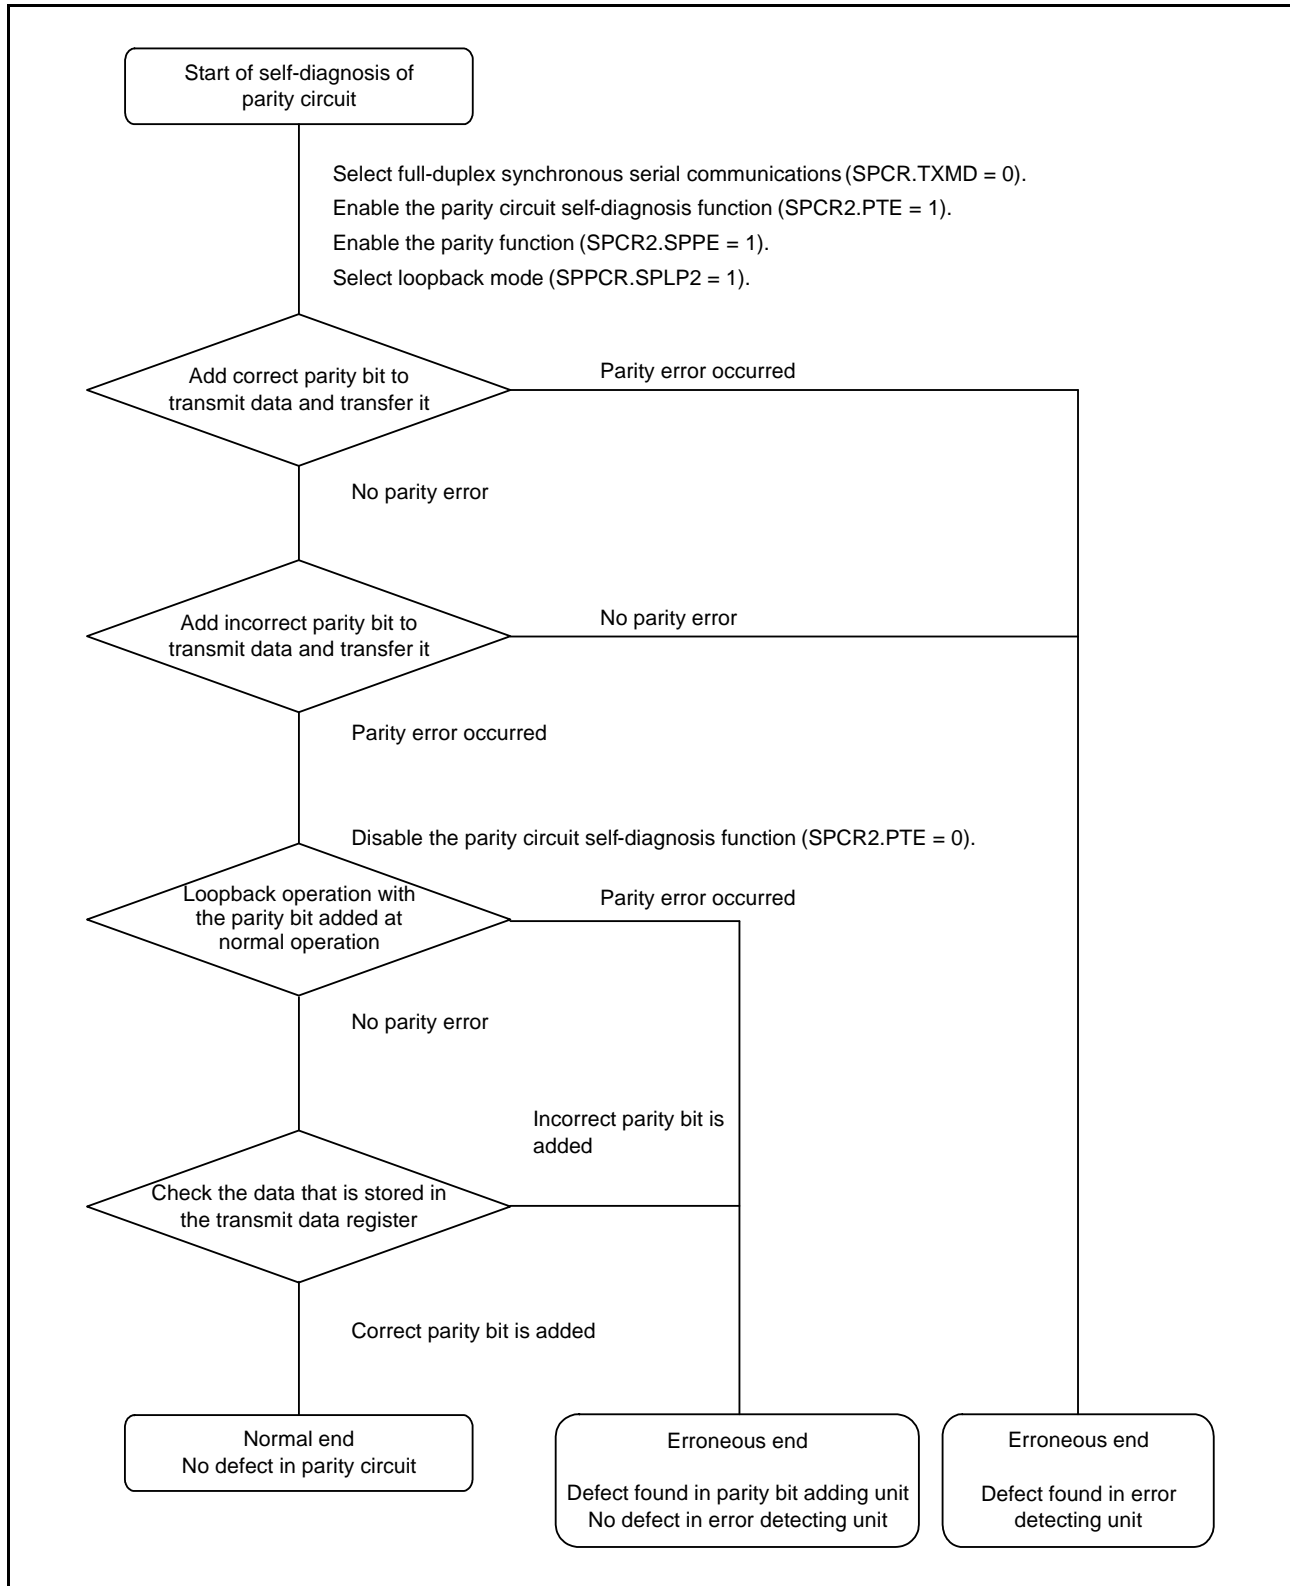 Start of self-diagnosis of
parity circuit
Select full-duplex synchronous serial communications (SPCR.TXMD = 0).
Enable the parity circuit self-diagnosis function (SPCR2.PTE = 1).
Enable the parity function (SPCR2.SPPE = 1).
Select loopback mode (SPPCR.SPLP2 = 1).
Add correct parity bit to
transmit data and transfer it
Parity error occurred
No parity error
Add incorrect parity bit to
transmit data and transfer it
No parity error
Parity error occurred
Disable the parity circuit self-diagnosis function (SPCR2.PTE = 0).
Loopback operation with
the parity bit added at
normal operation
Parity error occurred
No parity error
Incorrect parity bit is
added
Check the data that is stored in
the transmit data register
Correct parity bit is added
Normal end
No defect in parity circuit
Erroneous end
Defect found in parity bit adding unit
No defect in error detecting unit
Erroneous end
Defect found in error
detecting unit